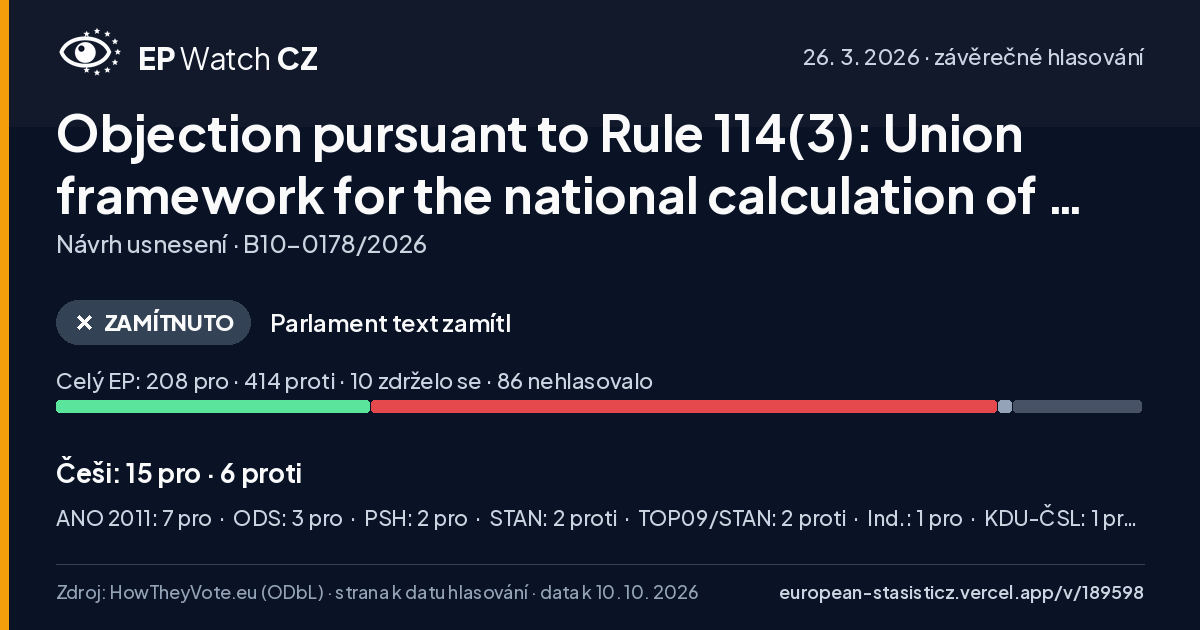 EP Watch CZ
26. 3. 2026 · závěrečné hlasování
Objection pursuant to Rule 114(3): Union
framework for the national calculation of …
Návrh usnesení · B10-0178/2026
✕ ZAMÍTNUTO
Parlament text zamítl
Celý EP: 208 pro · 414 proti · 10 zdrželo se · 86 nehlasovalo
Češi: 15 pro · 6 proti
ANO 2011: 7 pro · ODS: 3 pro · PSH: 2 pro · STAN: 2 proti · TOP09/STAN: 2 proti · Ind.: 1 pro · KDU-ČSL: 1 pr…
Zdroj: HowTheyVote.eu (ODbL) · strana k datu hlasování · data k 10. 10. 2026
european-stasisticz.vercel.app/v/189598